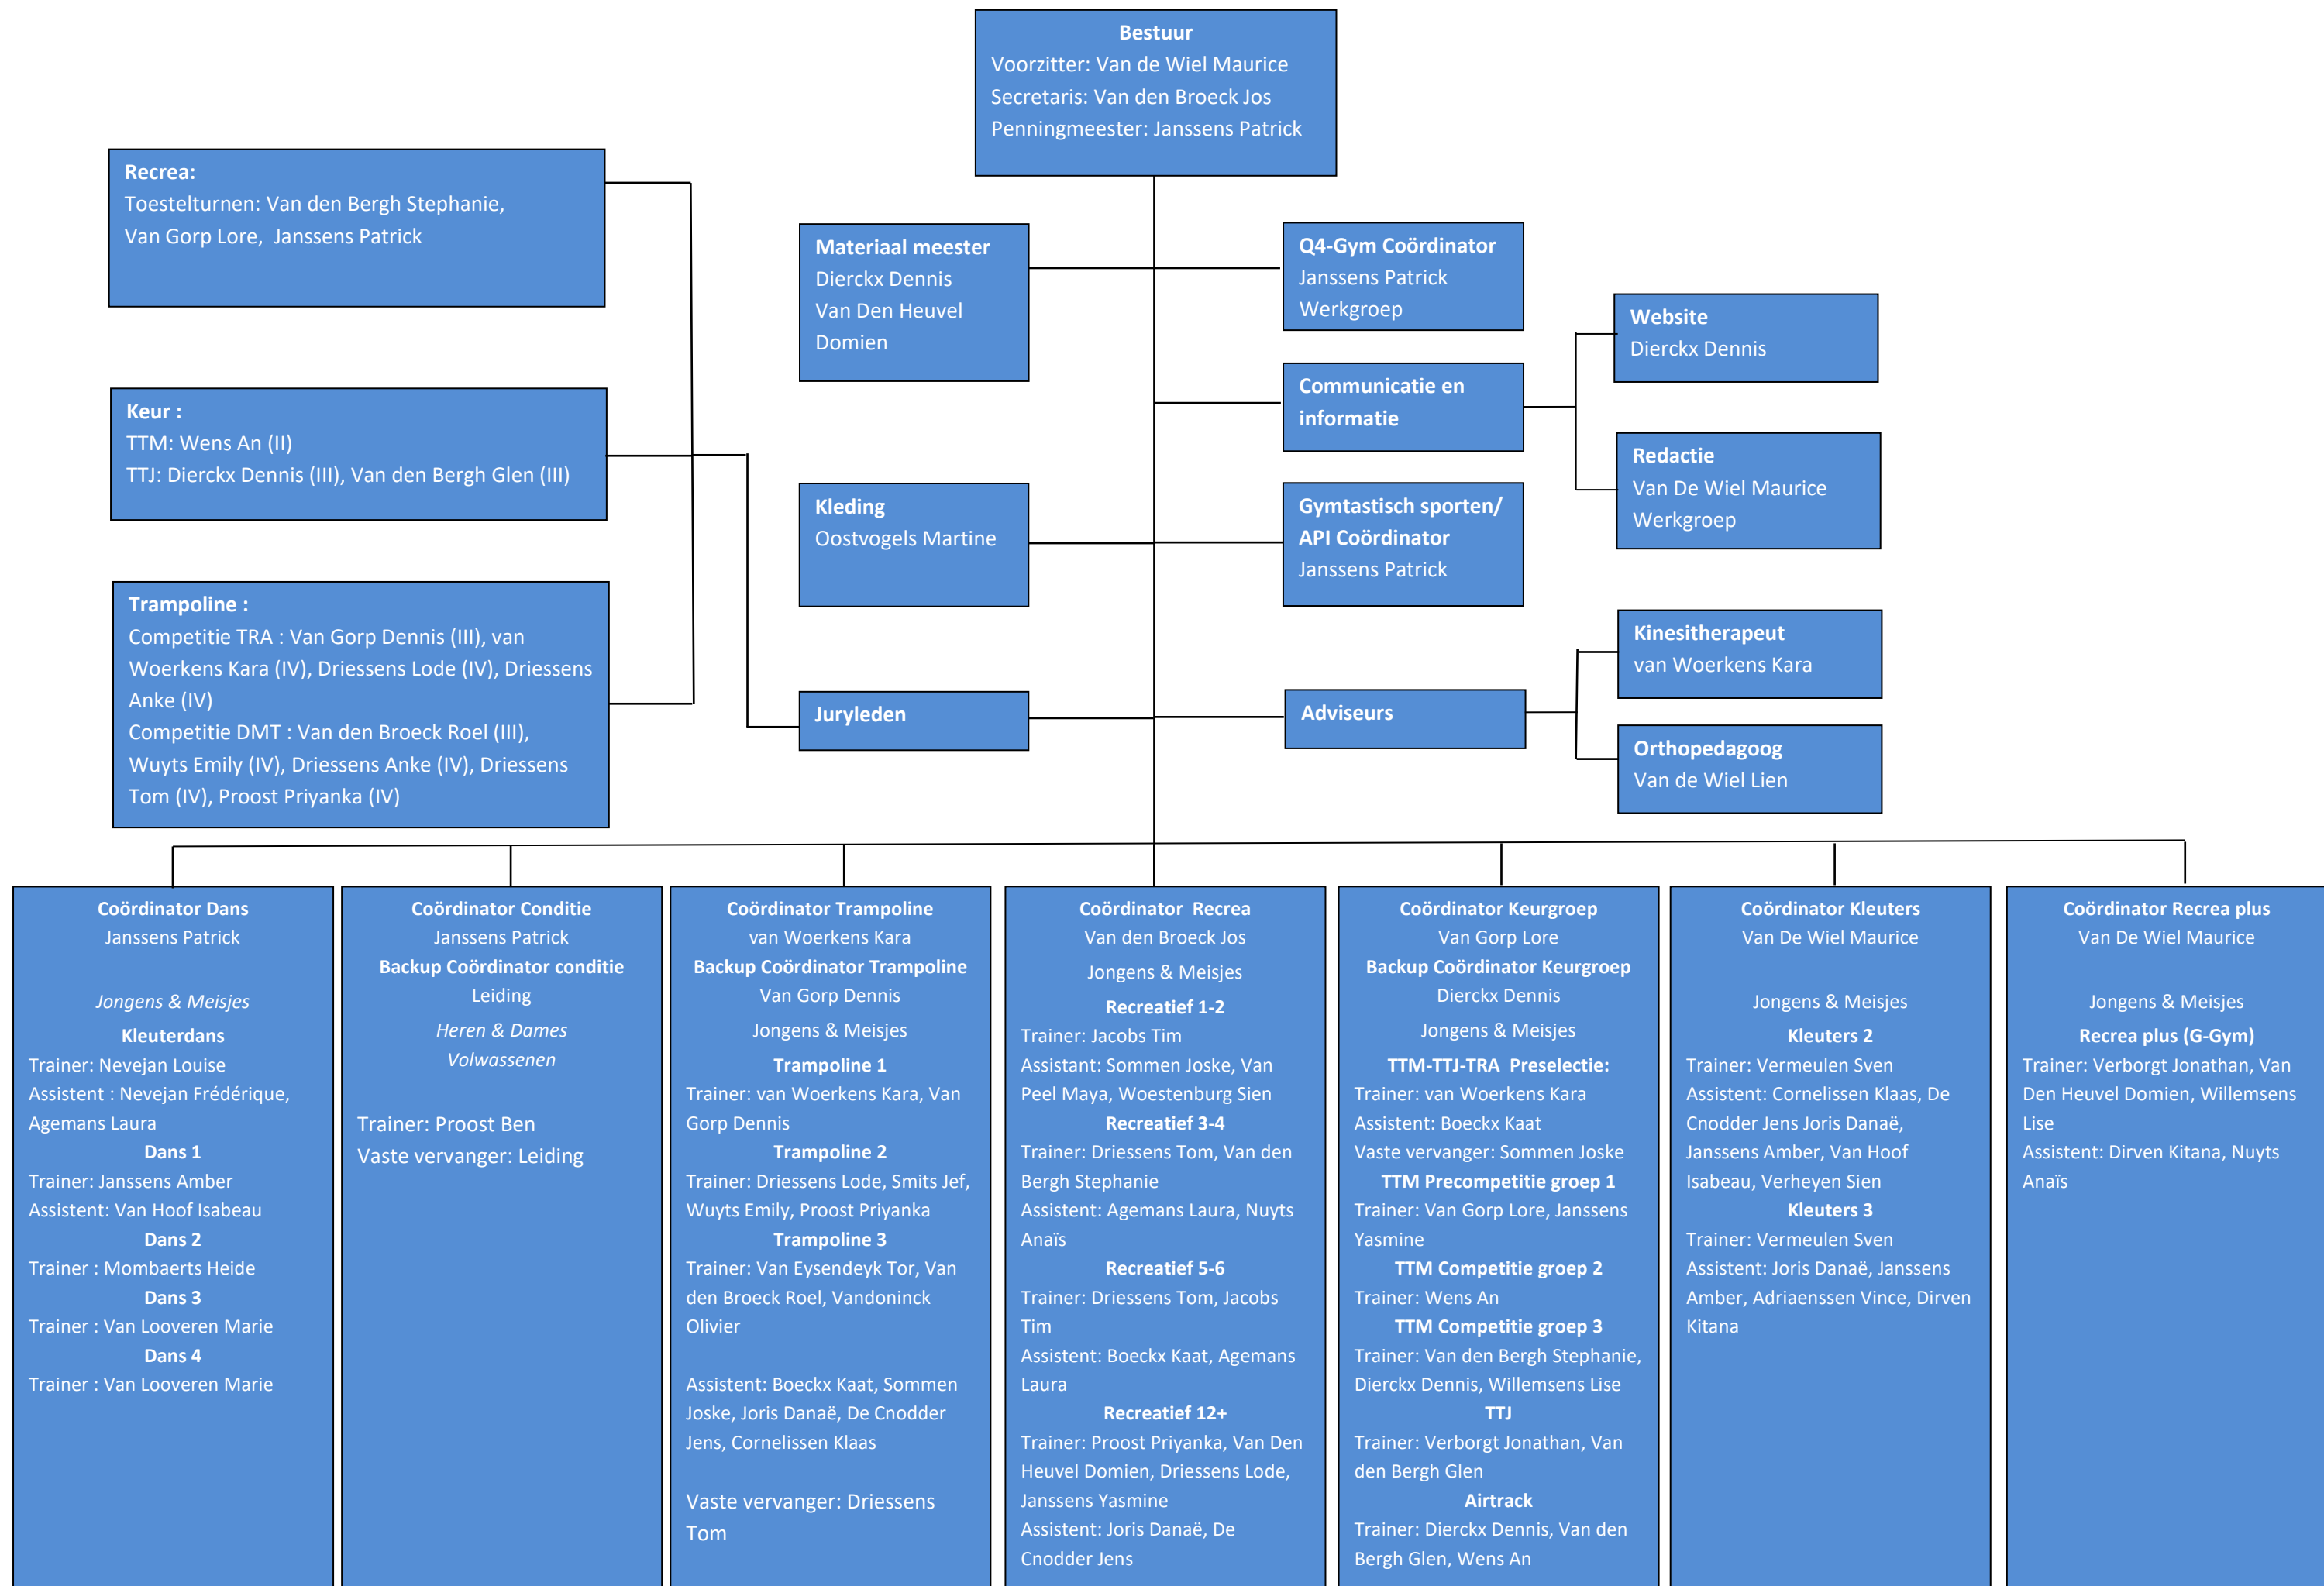 Bestuur
Voorzitter: Van de Wiel Maurice
Secretaris: Van den Broeck Jos
Penningmeester: Janssens Patrick
Recrea:
Toestelturnen: Van den Bergh Stephanie,
Van Gorp Lore, Janssens Patrick
Keur :
TTM: Wens An (II)
TTJ: Dierckx Dennis (III), Van den Bergh Glen (III)
Trampoline :
Competitie TRA : Van Gorp Dennis (III), van
Woerkens Kara (IV), Driessens Lode (IV), Driessens
Anke (IV)
Competitie DMT : Van den Broeck Roel (III),
Wuyts Emily (IV), Driessens Anke (IV), Driessens
Tom (IV), Proost Priyanka (IV)
Materiaal meester
Dierckx Dennis
Van Den Heuvel
Domien
Kleding
Oostvogels Martine
Juryleden
Q4-Gym Coördinator
Janssens Patrick
Werkgroep
Communicatie en
informatie
Gymtastisch sporten/
API Coördinator
Janssens Patrick
Adviseurs
Website
Dierckx Dennis
Redactie
Van De Wiel Maurice
Werkgroep
Kinesitherapeut
van Woerkens Kara
Orthopedagoog
Van de Wiel Lien
Coördinator Dans
Janssens Patrick
Jongens & Meisjes
Kleuterdans
Trainer: Nevejan Louise
Assistent : Nevejan Frédérique,
Agemans Laura
Dans 1
Trainer: Janssens Amber
Assistent: Van Hoof Isabeau
Dans 2
Trainer : Mombaerts Heide
Dans 3
Trainer : Van Looveren Marie
Dans 4
Trainer : Van Looveren Marie
Coördinator Conditie
Janssens Patrick
Backup Coördinator conditie
Leiding
Heren & Dames
Volwassenen
Trainer: Proost Ben
Vaste vervanger: Leiding
Coördinator Trampoline
van Woerkens Kara
Backup Coördinator Trampoline
Van Gorp Dennis
Jongens & Meisjes
Trampoline 1
Trainer: van Woerkens Kara, Van
Gorp Dennis
Trampoline 2
Trainer: Driessens Lode, Smits Jef,
Wuyts Emily, Proost Priyanka
Trampoline 3
Trainer: Van Eysendeyk Tor, Van
den Broeck Roel, Vandoninck
Olivier
Assistent: Boeckx Kaat, Sommen
Joske, Joris Danaë, De Cnodder
Jens, Cornelissen Klaas
Vaste vervanger: Driessens
Tom
Coördinator Recrea
Van den Broeck Jos
Jongens & Meisjes
Recreatief 1-2
Trainer: Jacobs Tim
Assistant: Sommen Joske, Van
Peel Maya, Woestenburg Sien
Recreatief 3-4
Trainer: Driessens Tom, Van den
Bergh Stephanie
Assistent: Agemans Laura, Nuyts
Anaïs
Recreatief 5-6
Trainer: Driessens Tom, Jacobs
Tim
Assistent: Boeckx Kaat, Agemans
Laura
Recreatief 12+
Trainer: Proost Priyanka, Van Den
Heuvel Domien, Driessens Lode,
Janssens Yasmine
Assistent: Joris Danaë, De
Cnodder Jens
Coördinator Keurgroep
Van Gorp Lore
Backup Coördinator Keurgroep
Dierckx Dennis
Jongens & Meisjes
TTM-TTJ-TRA Preselectie:
Trainer: van Woerkens Kara
Assistent: Boeckx Kaat
Vaste vervanger: Sommen Joske
TTM Precompetitie groep 1
Trainer: Van Gorp Lore, Janssens
Yasmine
TTM Competitie groep 2
Trainer: Wens An
TTM Competitie groep 3
Trainer: Van den Bergh Stephanie,
Dierckx Dennis, Willemsens Lise
TTJ
Trainer: Verborgt Jonathan, Van
den Bergh Glen
Airtrack
Trainer: Dierckx Dennis, Van den
Bergh Glen, Wens An
Coördinator Kleuters
Van De Wiel Maurice
Jongens & Meisjes
Kleuters 2
Trainer: Vermeulen Sven
Assistent: Cornelissen Klaas, De
Cnodder Jens Joris Danaë,
Janssens Amber, Van Hoof
Isabeau, Verheyen Sien
Kleuters 3
Trainer: Vermeulen Sven
Assistent: Joris Danaë, Janssens
Amber, Adriaenssen Vince, Dirven
Kitana
Coördinator Recrea plus
Van De Wiel Maurice
Jongens & Meisjes
Recrea plus (G-Gym)
Trainer: Verborgt Jonathan, Van
Den Heuvel Domien, Willemsens
Lise
Assistent: Dirven Kitana, Nuyts
Anaïs